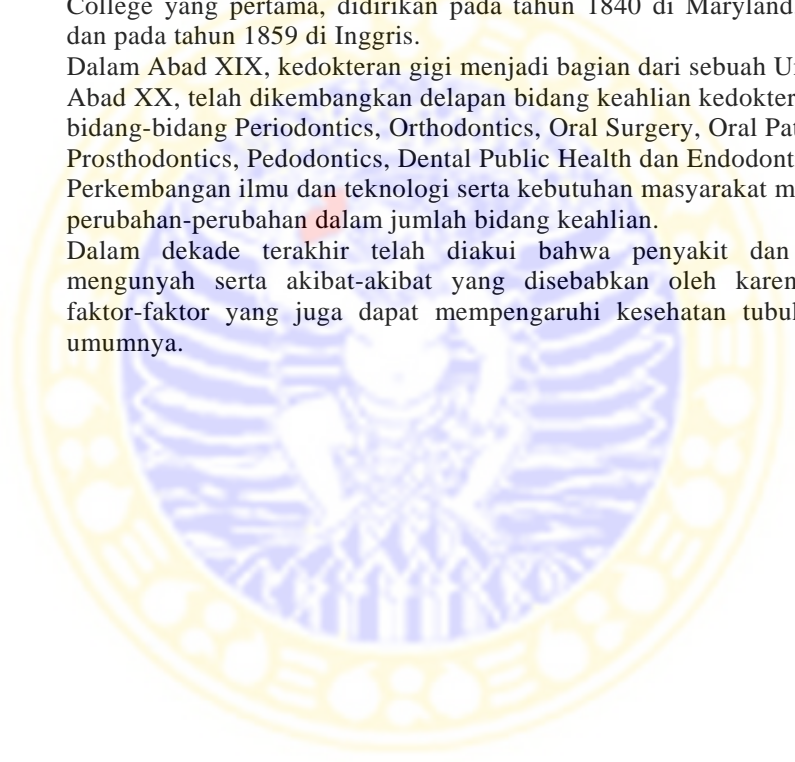 College yang pertama, didirikan pada tahun 1840 di Maryland
dan pada tahun 1859 di Inggris.
Dalam Abad XIX, kedokteran gigi menjadi bagian dari sebuah
Abad XX, telah dikembangkan delapan bidang keahlian
bidang-bidang Periodontics, Orthodontics, Oral Surgery, Oral
Prosthodontics, Pedodontics, Dental Public Health dan
Perkembangan ilmu dan teknologi serta kebutuhan masyarakat
perubahan-perubahan dalam jumlah bidang keahlian.
Dalam dekade terakhir telah diakui bahwa penyakit dan
mengunyah serta akibat-akibat yang disebabkan oleh
faktor-faktor yang juga dapat mempengaruhi kesehatan
umumnya.